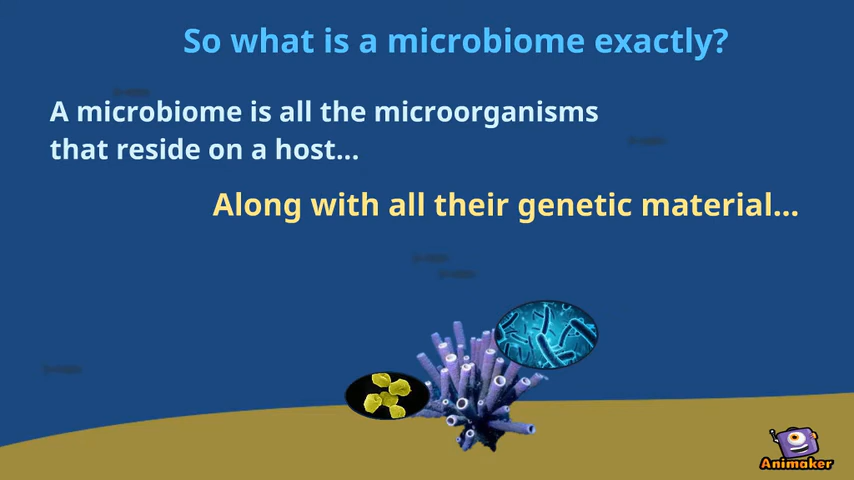 So what is a microbiome exactly?
A microbiome is all the microorganisms
that reside on a host...
Along with all their genetic material...
Animaker